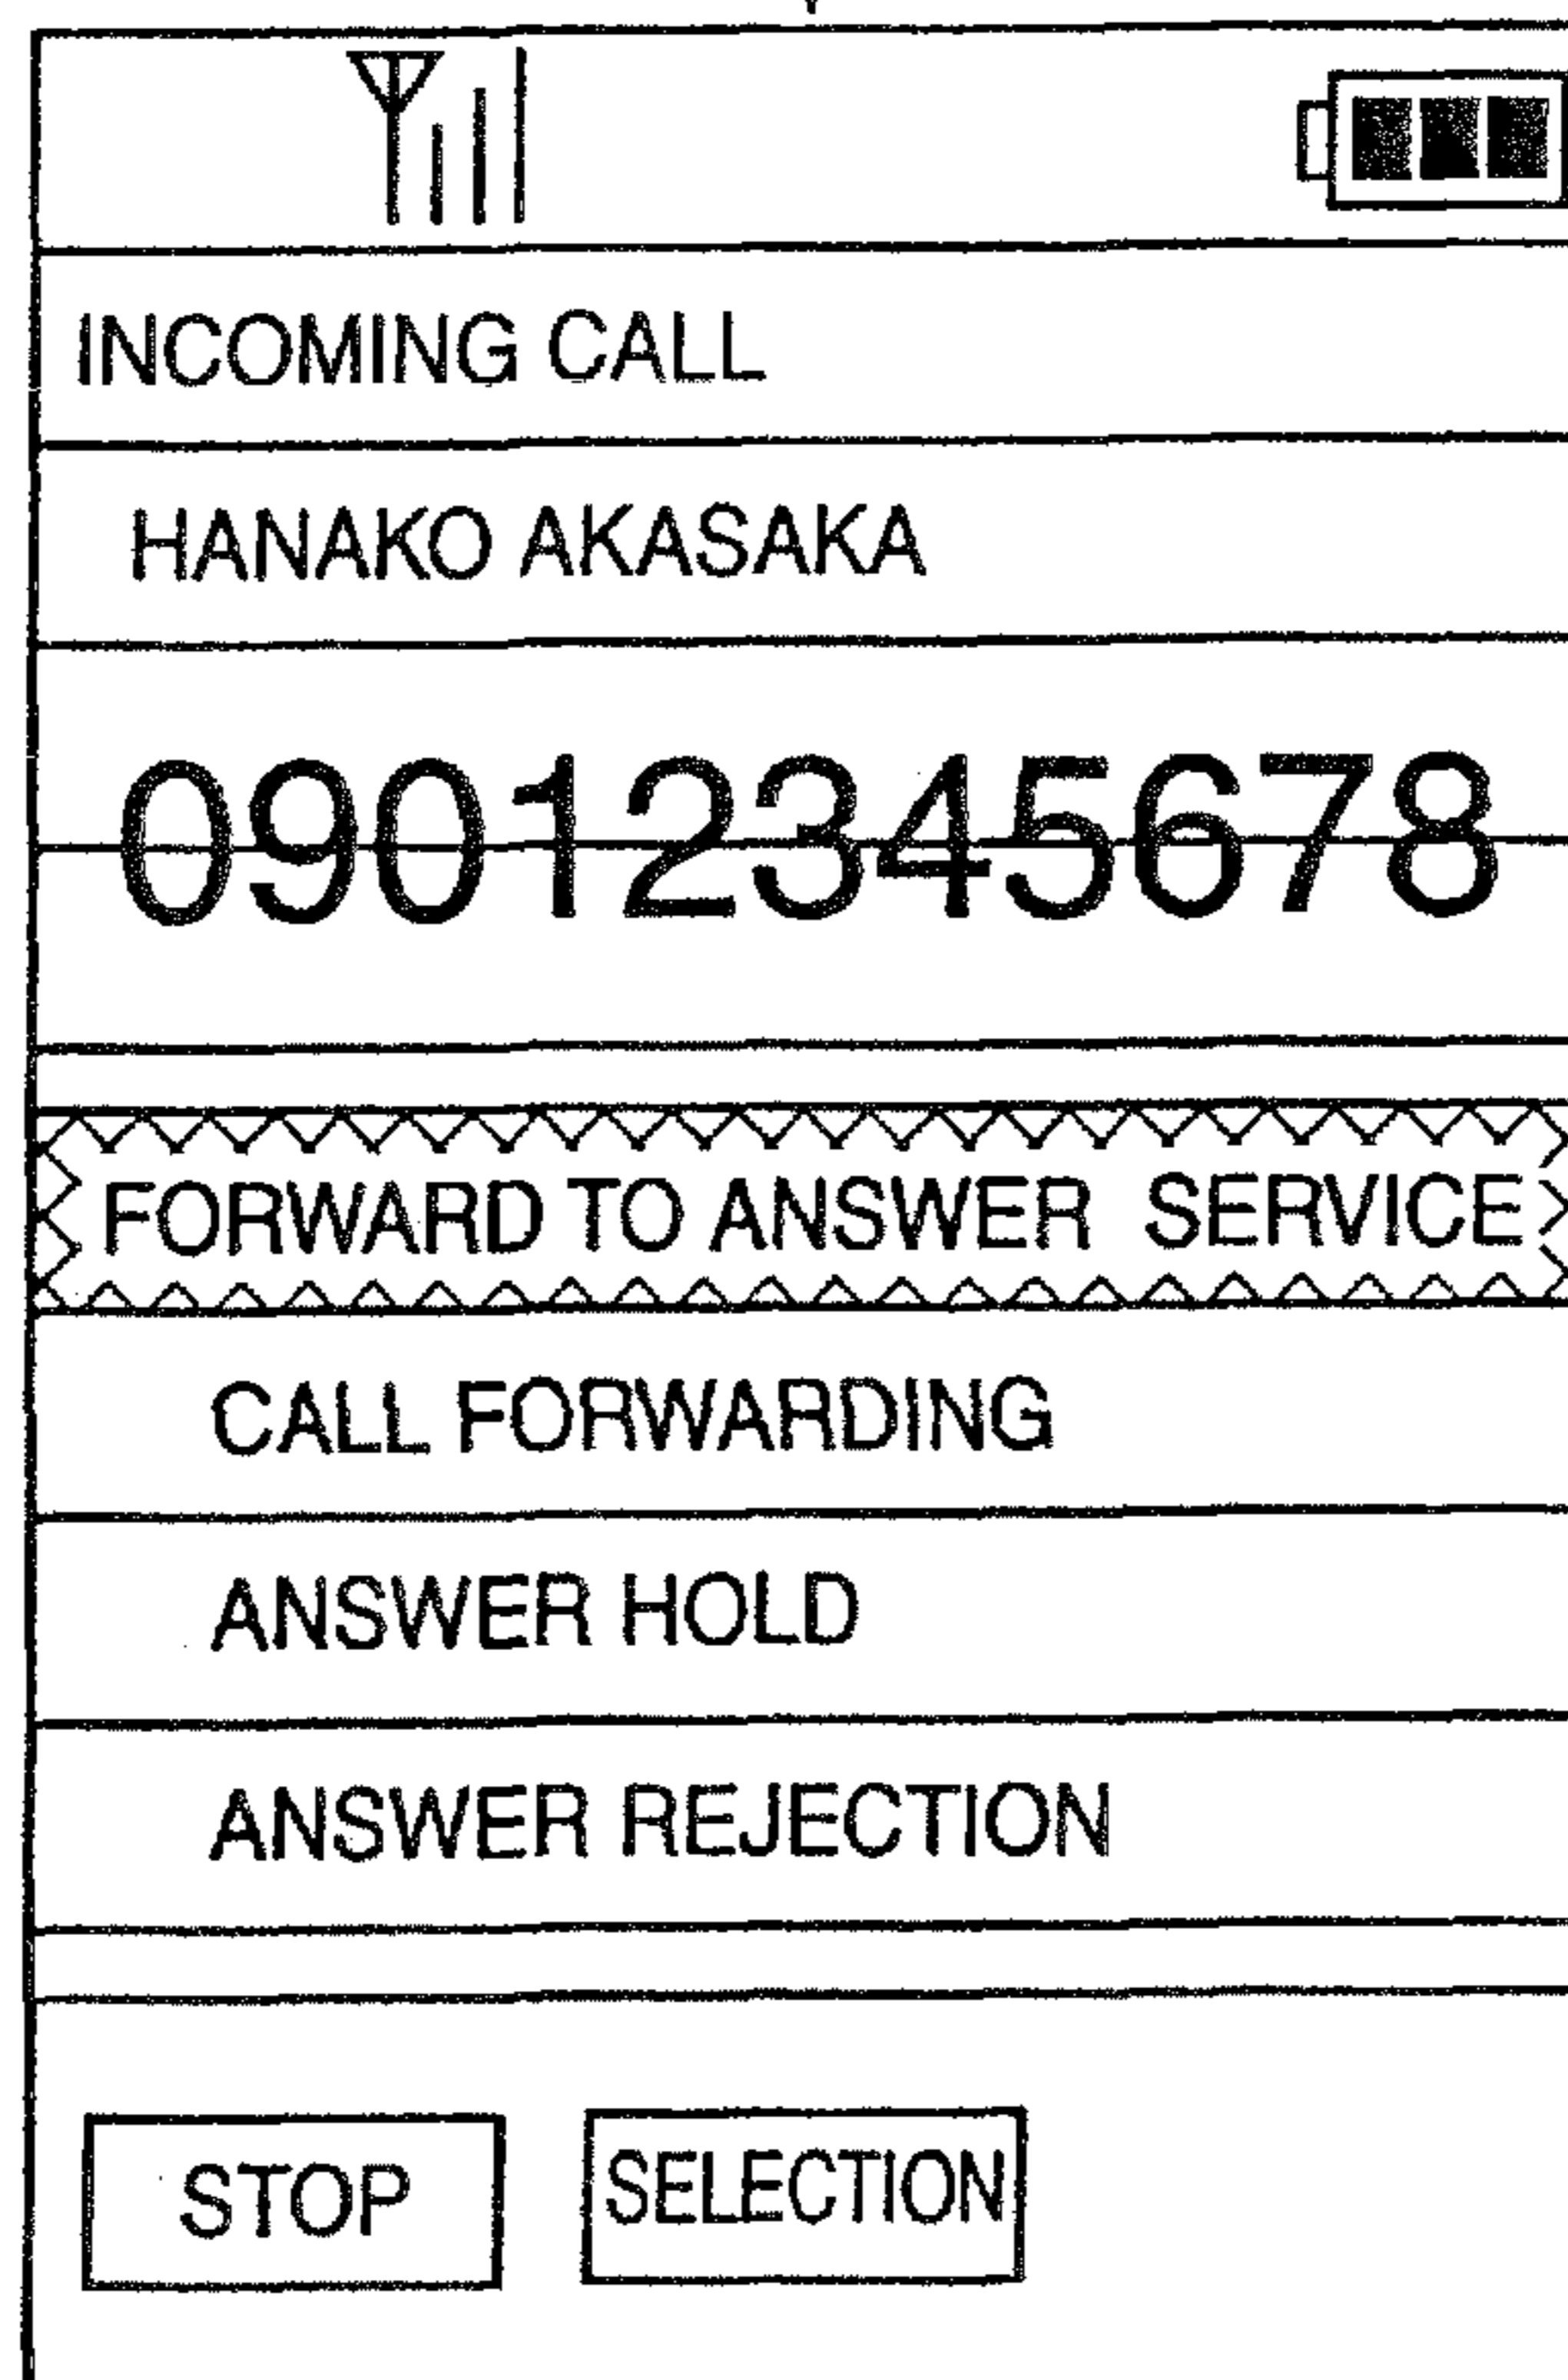 INCOMING CALL
HANAKO AKASAKA
09012345678
FORWARD TO ANSWER SERVICE
CALL FORWARDING
ANSWER HOLD
ANSWER REJECTION
STOP SELECTION